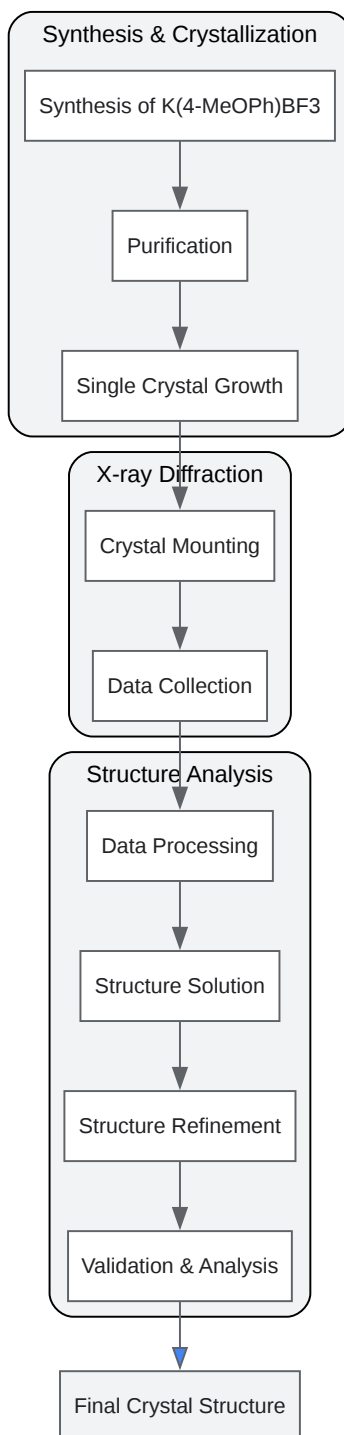 Synthesis & Crystallization
Synthesis of K(4-MeOPh)BF3
Purification
Single Crystal Growth
X-ray Diffraction
Crystal Mounting
Data Collection
Structure Analysis
Data Processing
Structure Solution
Structure Refinement
Validation & Analysis
Final Crystal Structure